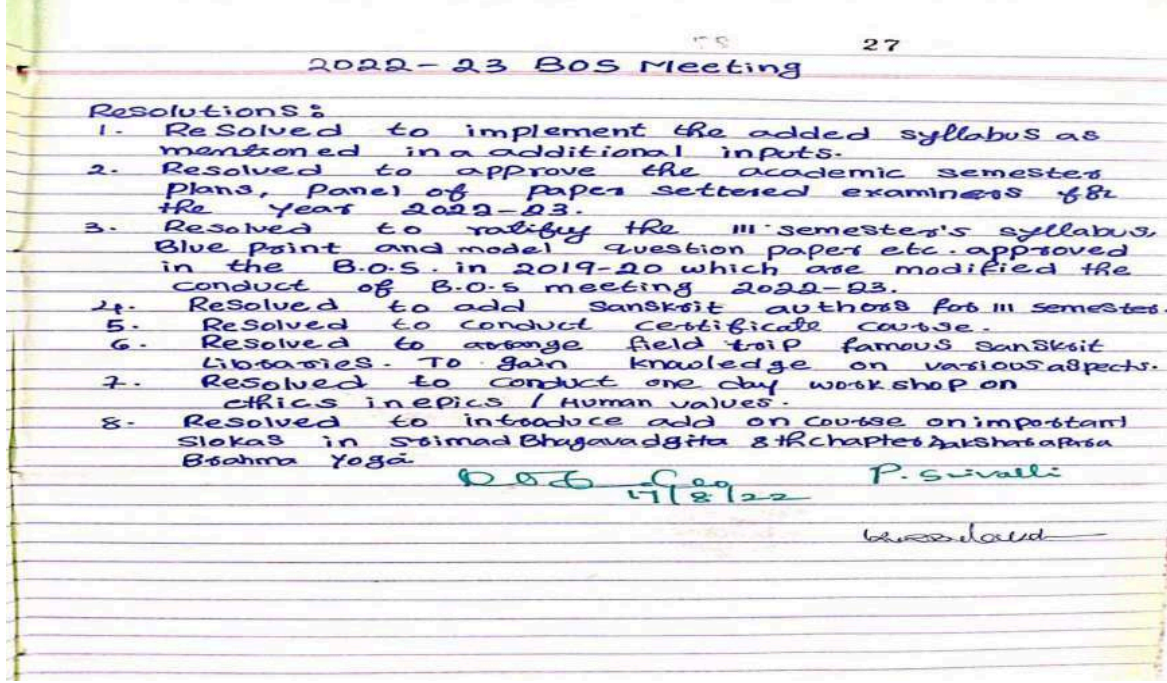 27
2022-23 BOS Meeting
Resolutions :
1. Resolved to implement the added syllabus as
mentioned in a additional inputs.
2. Resolved to approve the academic semester
Plans, Panel of paper settered examiners for
the Year 2022-23.
3. Resolved to ratifuy the III semester's syllabus,
Blue Point and model Question paper etc. approved
in the B.O.S. in 2019-20 which are modified the
conduct of B.O.S meeting 2022-23.
4. Resolved to add Sanskrit authors for III semester.
5. Resolved to conduct certificate course.
6. Resolved to arrange field trip famous Sanskrit
Libraries. To gain knowledge on various aspects.
7. Resolved to conduct one day workshop on
ethics in epics / Human values.
8. Resolved to introduce add on course on important
Slokas in srimad Bhagavadgita 8th chapter
Brahma Yoga
17/8/22
P. Srivalli